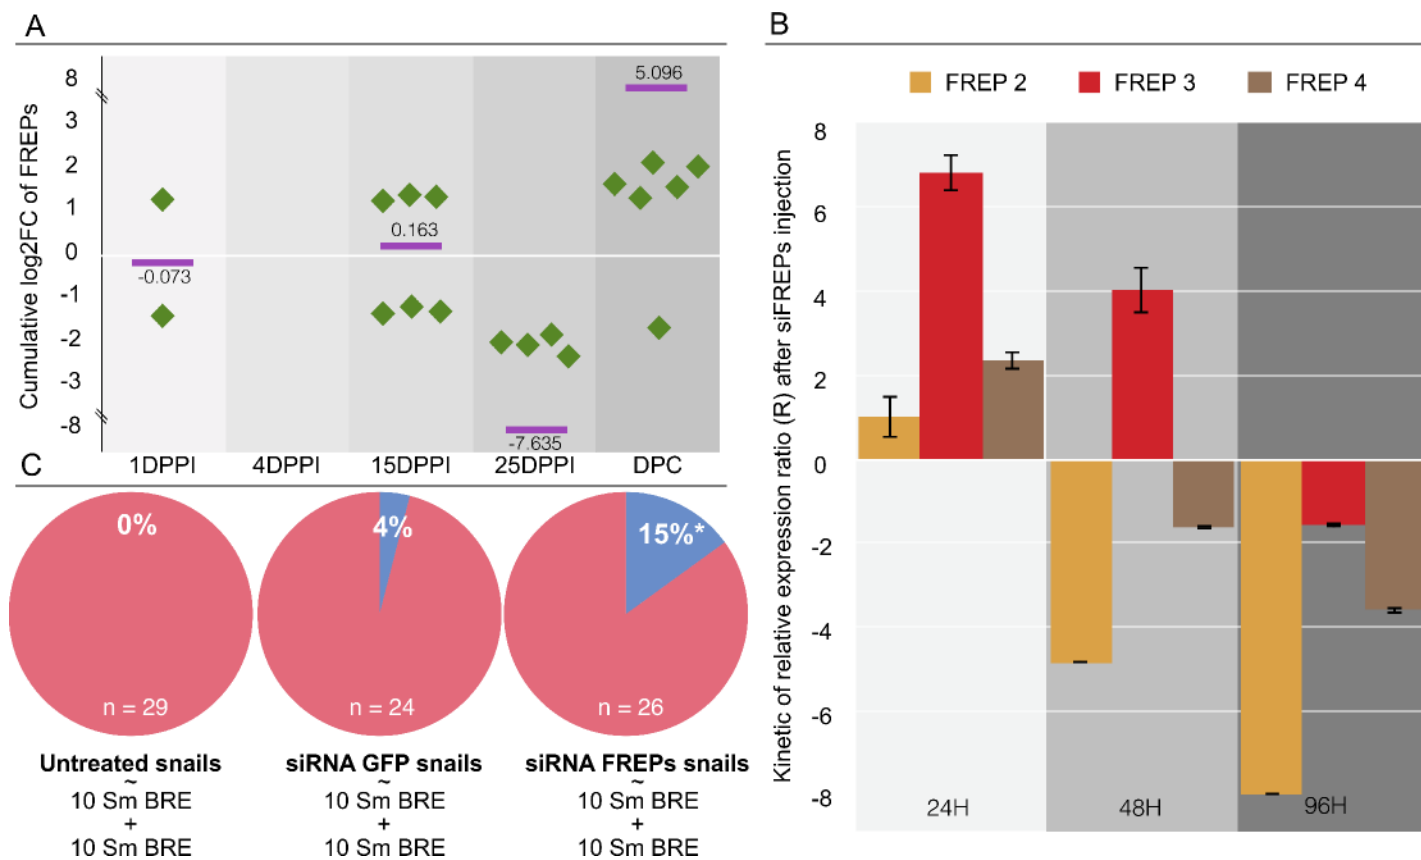 A
Cumulative log2FC of FREPs
8
3
2
1
0
-1
-2
-3
-8
5.096
0.163
-0.073
-7.635
1DPPI 4DPPI 15DPPI 25DPPI DPC
B
FREP 2 FREP 3 FREP 4
Kinetic of relative expression ratio (R) after siFREPs injection
8
6
4
2
0
-2
-4
-6
-8
24H 48H 96H
C
0% 4% 15%*
n = 29 n = 24 n = 26
Untreated snails siRNA GFP snails siRNA FREPs snails
~ ~ ~
10 Sm BRE 10 Sm BRE 10 Sm BRE
+ + +
10 Sm BRE 10 Sm BRE 10 Sm BRE